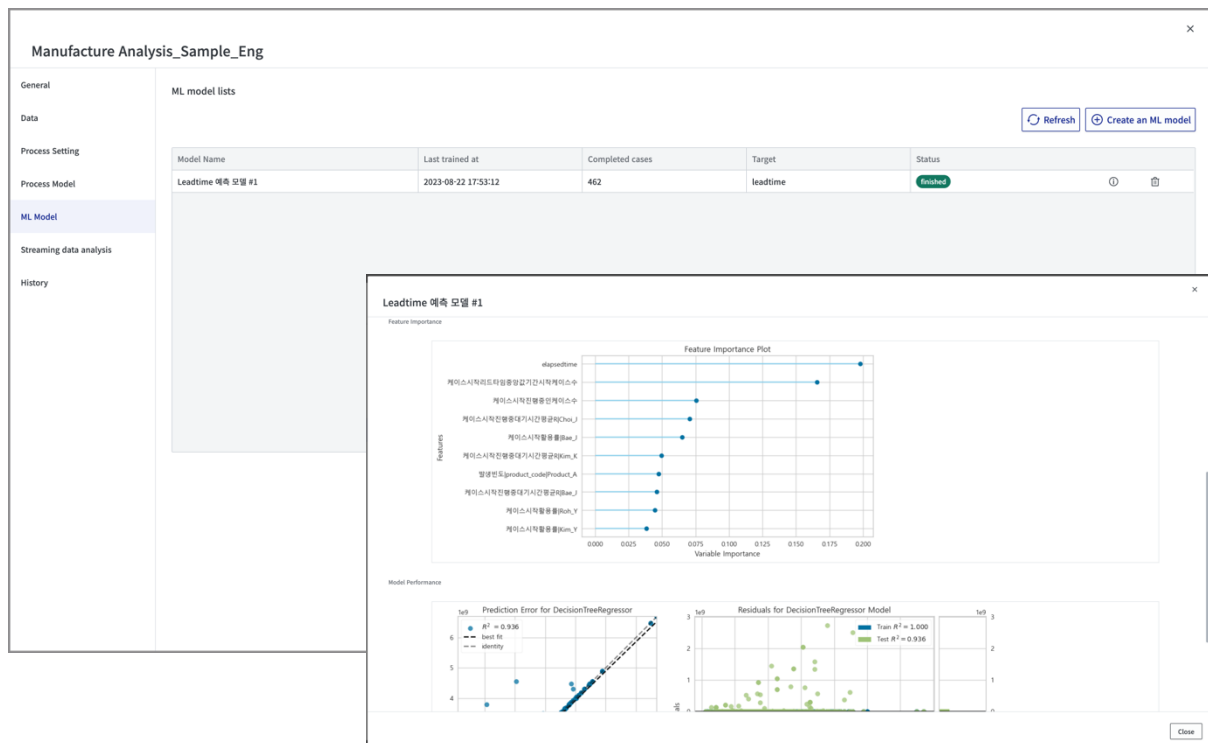 ×
Manufacture Analysis_Sample_Eng
General
Data
Process Setting
Process Model
ML Model
Streaming data analysis
History
ML model lists
Refresh
Create an ML model
Model Name Last trained at Completed cases Target Status
Leadtime 예측 모델 #1 2023-08-22 17:53:12 462 leadtime finished
×
Leadtime 예측 모델 #1
Feature Importance
Feature Importance Plot
Features
elapsedtime
케이스시작리드타임중앙값기간시작케이스수
케이스시작진행중인케이스수
케이스시작진행중대기시간평균R|Choi_J
케이스시작활용률|Bae_J
케이스시작진행중대기시간평균R|Kim_K
발생빈도|product_code|Product_A
케이스시작진행중대기시간평균R|Bae_J
케이스시작활용률|Roh_Y
케이스시작활용률|Kim_Y
0.000 0.025 0.050 0.075 0.100 0.125 0.150 0.175 0.200
Variable Importance
Model Performance
1e9 Prediction Error for DecisionTreeRegressor
R² = 0.936
best fit
identity
6
5
4
1e9 Residuals for DecisionTreeRegressor Model 1e9
Train R² = 1.000
Test R² = 0.936
3 3
2 2
1 1
0 0
Close